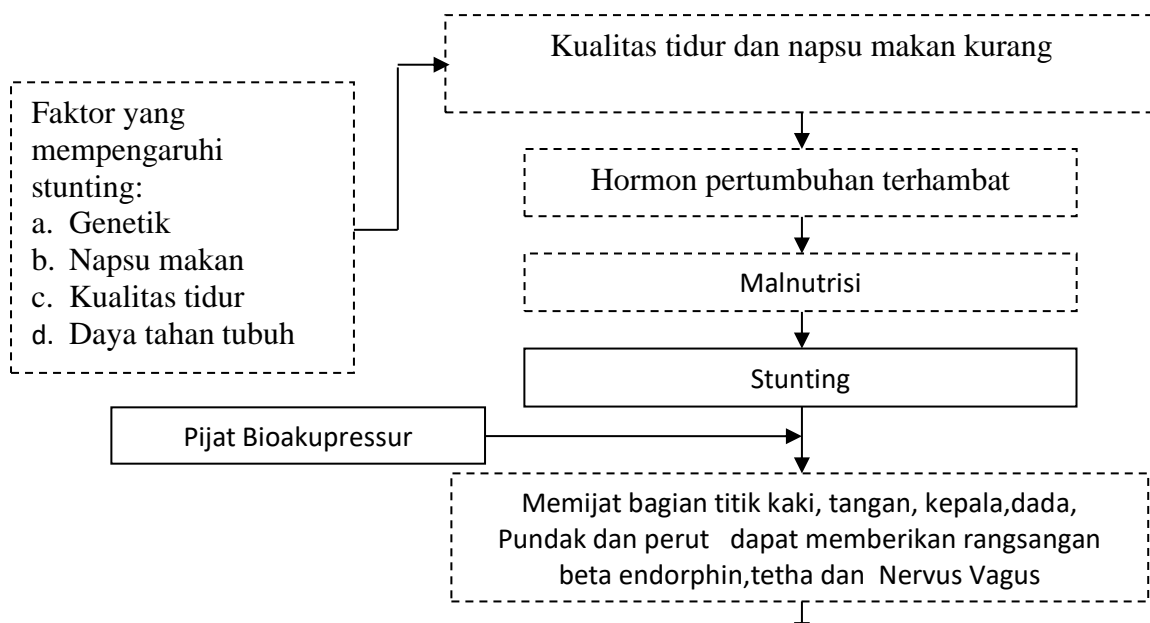 Kualitas tidur dan napsu makan kurang
Faktor yang
mempengaruhi
stunting:
a. Genetik
b. Napsu makan
c. Kualitas tidur
d. Daya tahan tubuh
Hormon pertumbuhan terhambat
Malnutrisi
Stunting
Pijat Bioakupressur
Memijat bagian titik kaki, tangan, kepala,dada,
Pundak dan perut dapat memberikan rangsangan
beta endorphin,tetha dan Nervus Vagus